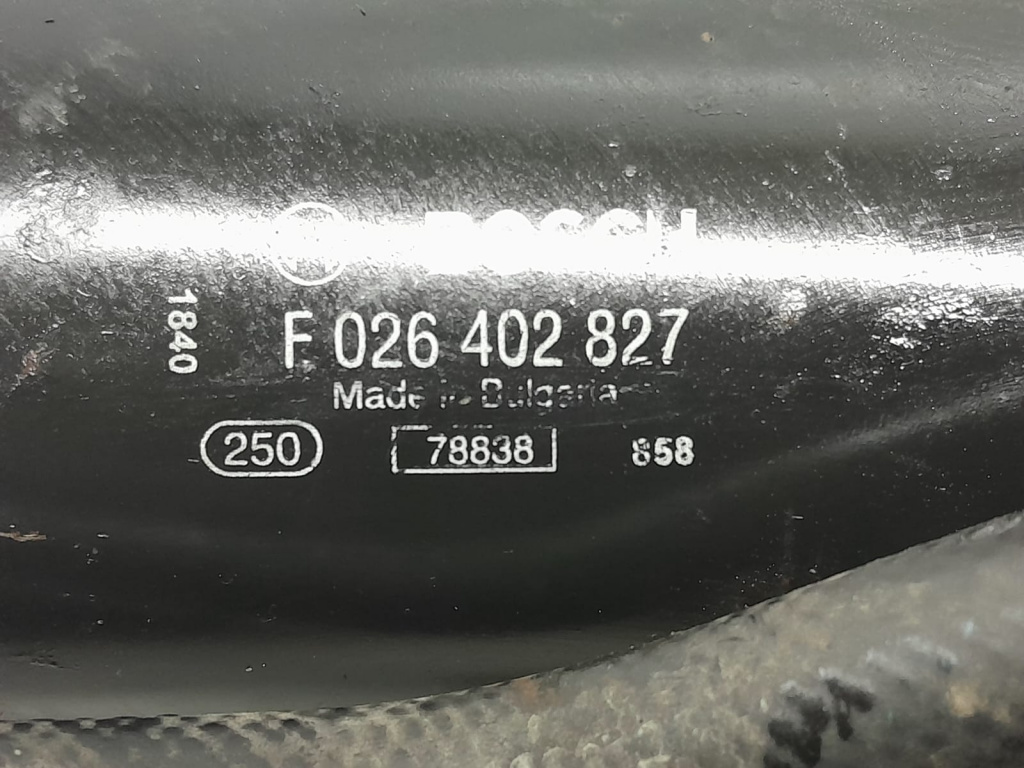 BOSCH
1840
F 026 402 827
Made in Bulgaria
250 78838 858